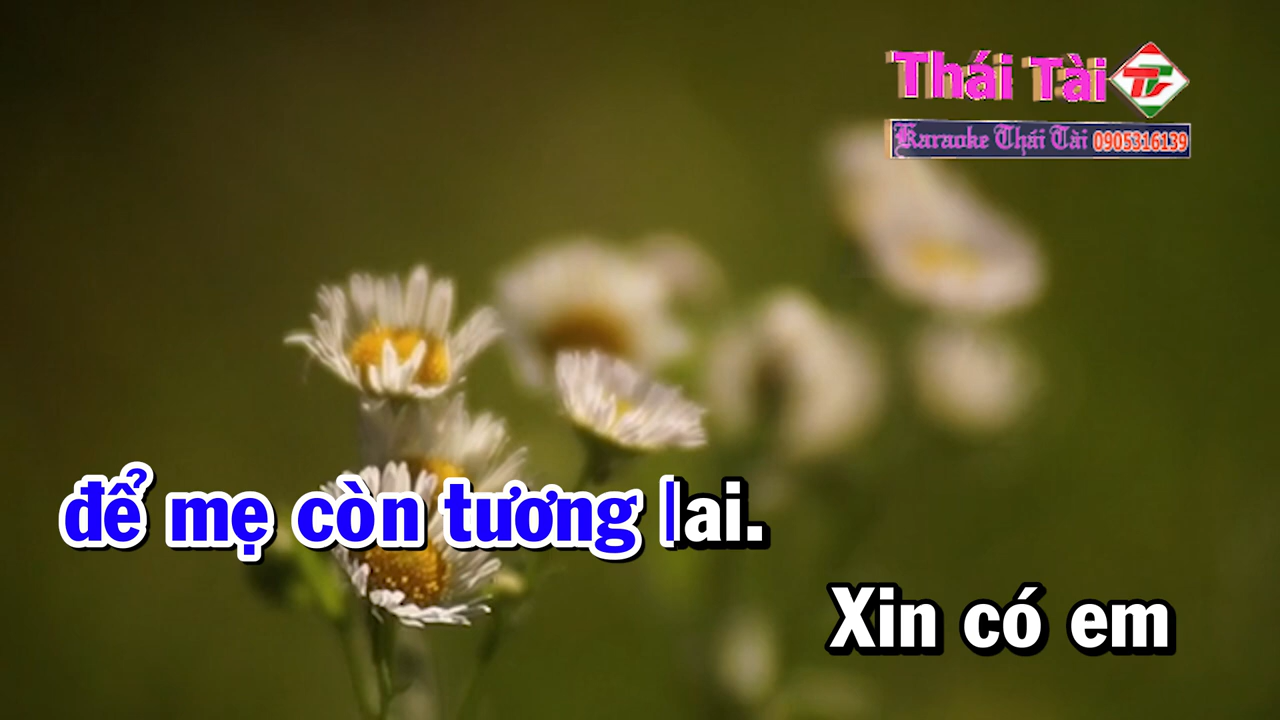 Thái Tài
Karaoke Thái Tài 0905316139
để mẹ còn tương lai.
Xin có em